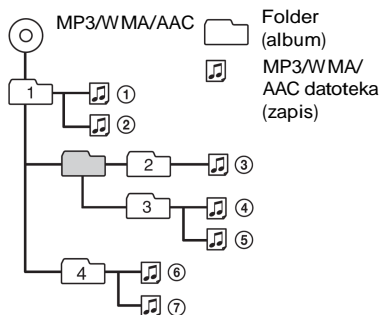 MP3/WMA/AAC
Folder
(album)
MP3/WMA/
AAC datoteka
(zapis)
1
①
②
2
③
3
④
⑤
4
⑥
⑦